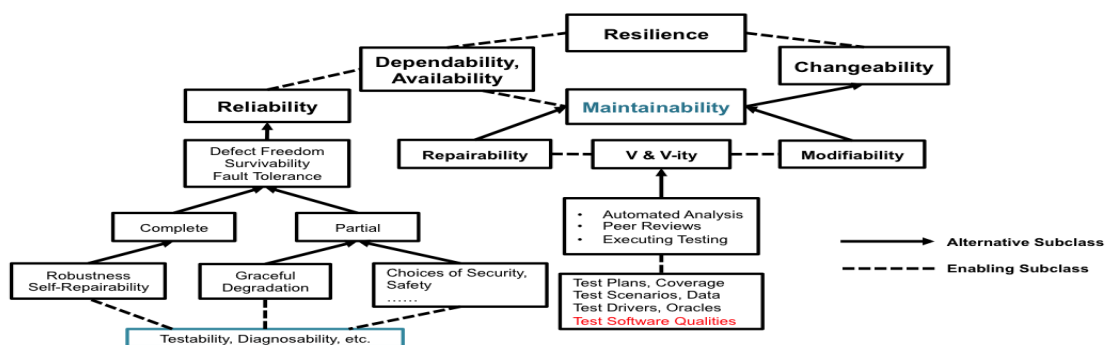 Resilience
Dependability,
Availability
Changeability
Reliability
Maintainability
Defect Freedom
Survivability
Fault Tolerance
Repairability
V & V-ity
Modifiability
Complete
Partial
• Automated Analysis
• Peer Reviews
• Executing Testing
Alternative Subclass
Enabling Subclass
Robustness
Self-Repairability
Graceful
Degradation
Choices of Security,
Safety
......
Test Plans, Coverage
Test Scenarios, Data
Test Drivers, Oracles
Test Software Qualities
Testability, Diagnosability, etc.